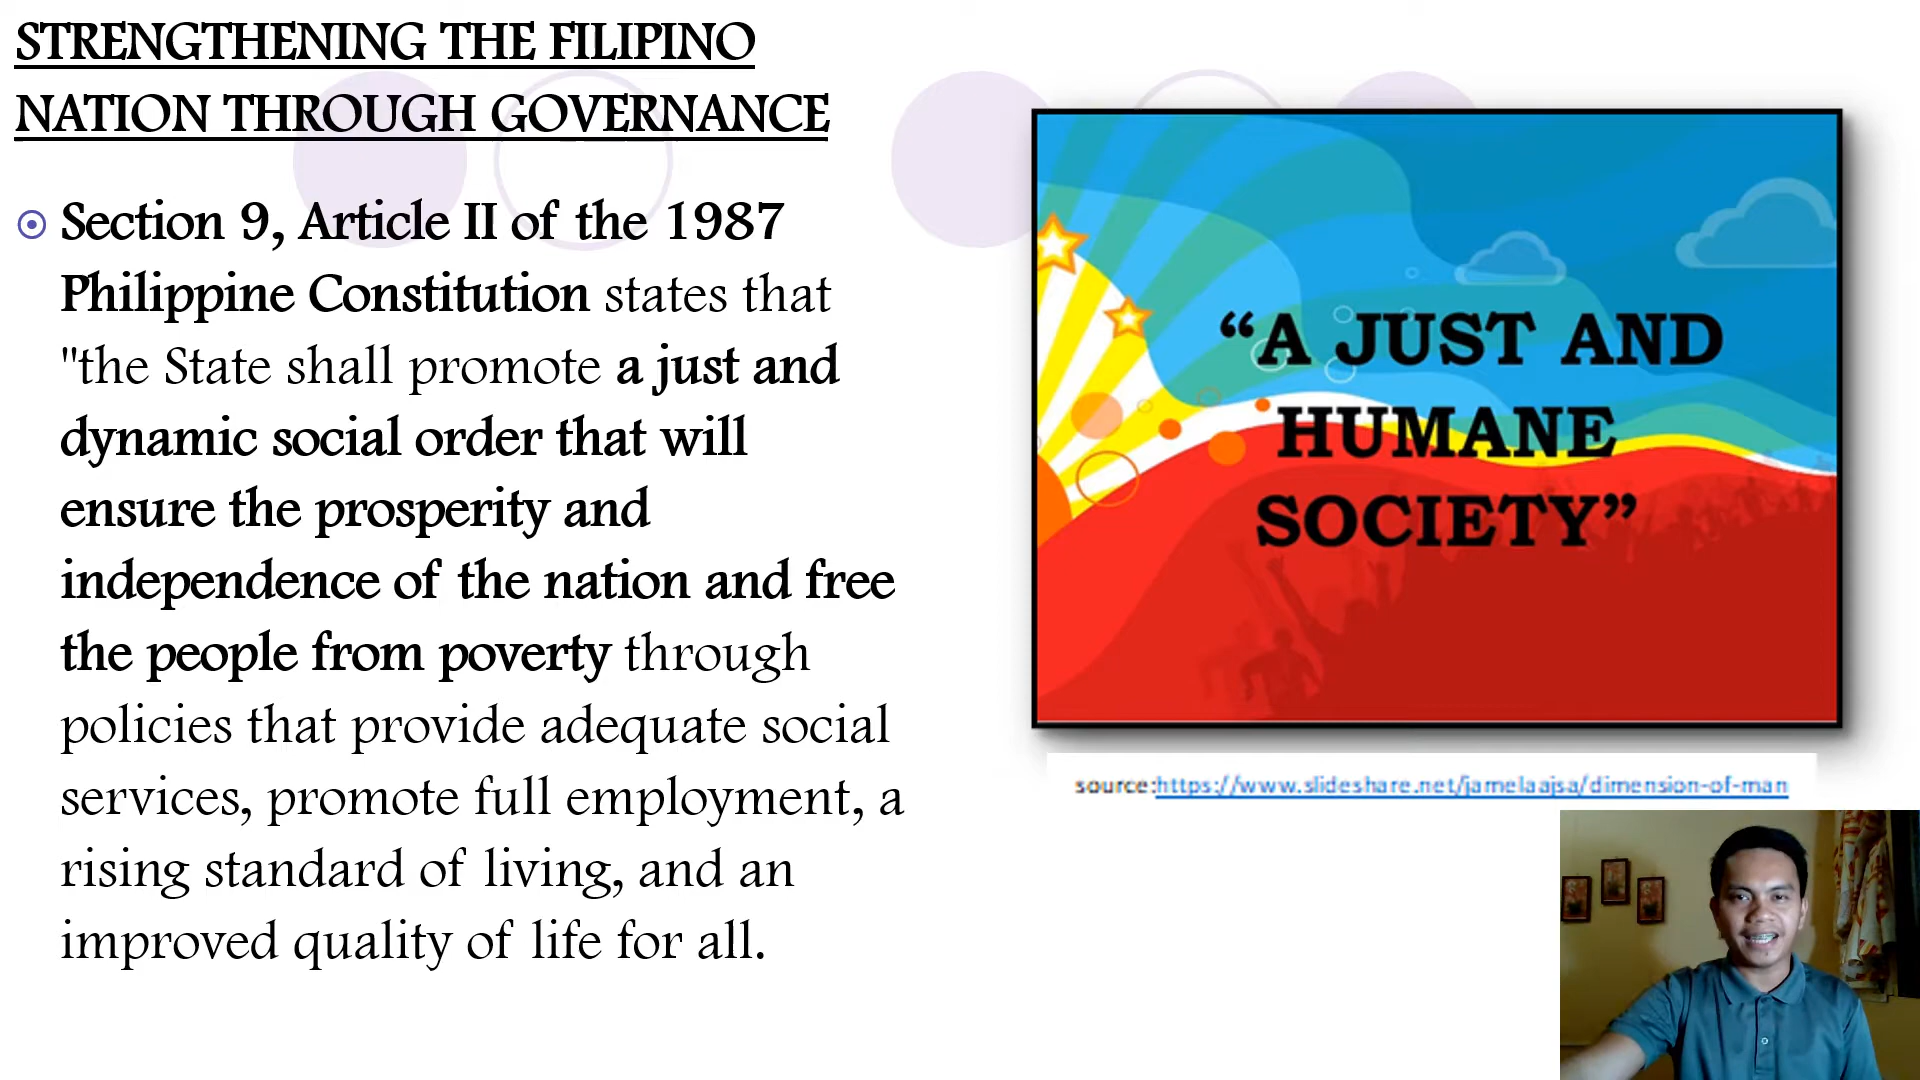 STRENGTHENING THE FILIPINO
NATION THROUGH GOVERNANCE
Section 9, Article II of the 1987
Philippine Constitution states that
"the State shall promote a just and
dynamic social order that will
ensure the prosperity and
independence of the nation and free
the people from poverty through
policies that provide adequate social
services, promote full employment, a
rising standard of living, and an
improved quality of life for all.
“A JUST AND
HUMANE
SOCIETY”
source:https://www.slideshare.net/jamelaajsa/dimension-of-man